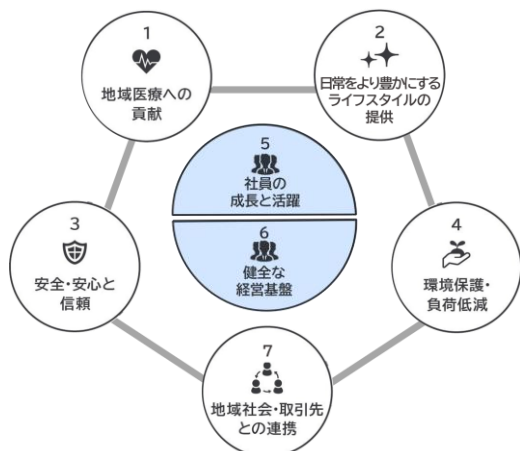 1
地域医療への
貢献
2
日常をより豊かにする
ライフスタイルの
提供
5
社員の
成長と活躍
3
安全・安心と
信頼
6
健全な
経営基盤
4
環境保護・
負荷低減
7
地域社会・取引先
との連携